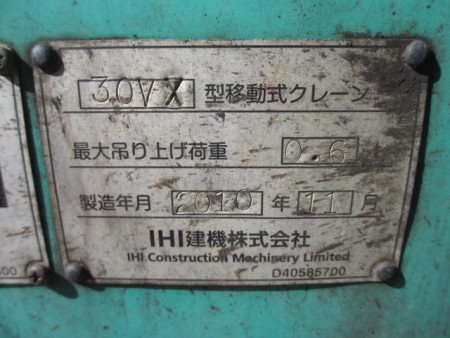 30VX 型移動式クレーン
最大吊り上げ荷重 0.6 t
製造年月 2010 年 11 月
IHI建機株式会社
IHI Construction Machinery Limited
D40585700
00